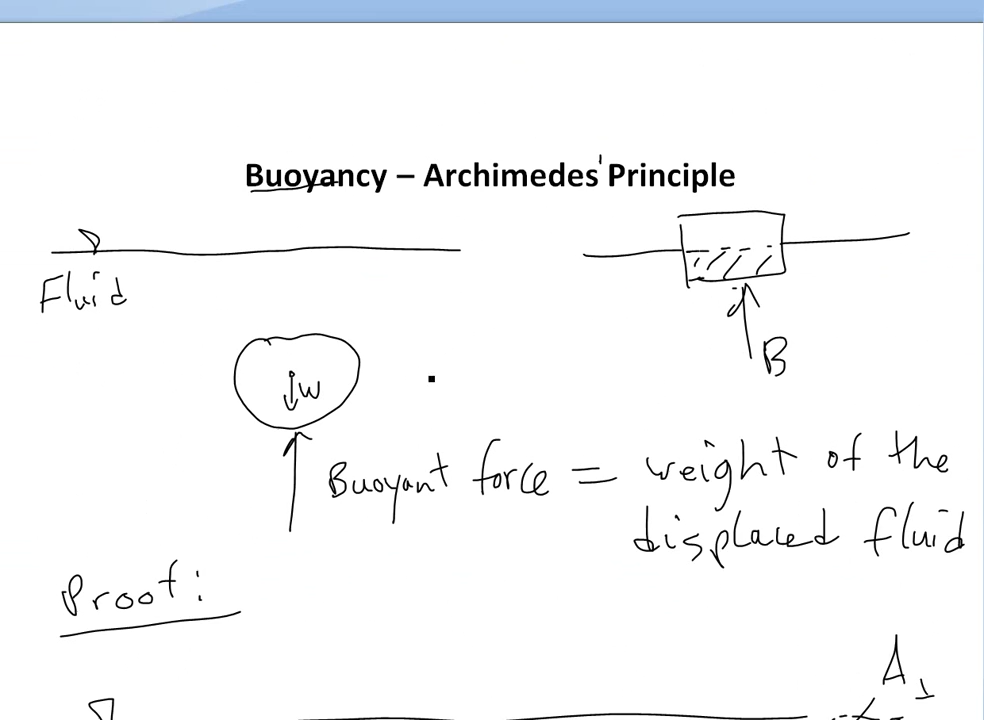 Buoyancy – Archimedes' Principle
Fluid
W
B
Buoyant force = weight of the
displaced fluid
Proof:
A1